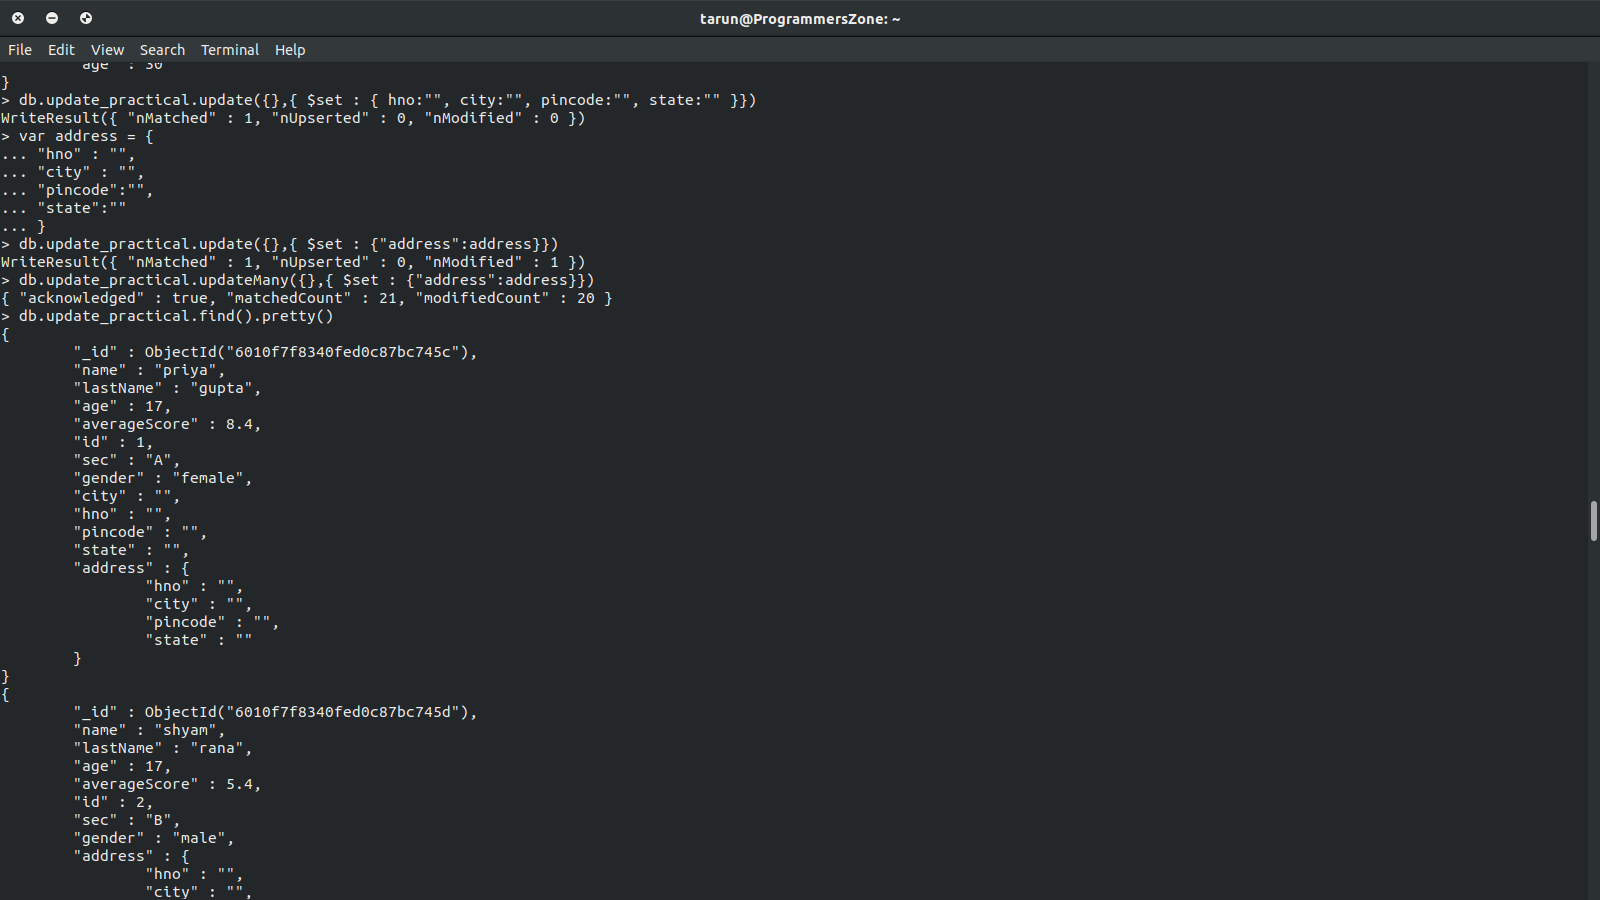 tarun@ProgrammersZone: ~
File Edit View Search Terminal Help
        "age" : 30
}
> db.update_practical.update({},{ $set : { hno:"", city:"", pincode:"", state:"" }})
WriteResult({ "nMatched" : 1, "nUpserted" : 0, "nModified" : 0 })
> var address = {
... "hno" : "",
... "city" : "",
... "pincode":"",
... "state":""
... }
> db.update_practical.update({},{ $set : {"address":address}})
WriteResult({ "nMatched" : 1, "nUpserted" : 0, "nModified" : 1 })
> db.update_practical.updateMany({},{ $set : {"address":address}})
{ "acknowledged" : true, "matchedCount" : 21, "modifiedCount" : 20 }
> db.update_practical.find().pretty()
{
        "_id" : ObjectId("6010f7f8340fed0c87bc745c"),
        "name" : "priya",
        "lastName" : "gupta",
        "age" : 17,
        "averageScore" : 8.4,
        "id" : 1,
        "sec" : "A",
        "gender" : "female",
        "city" : "",
        "hno" : "",
        "pincode" : "",
        "state" : "",
        "address" : {
                "hno" : "",
                "city" : "",
                "pincode" : "",
                "state" : ""
        }
}
{
        "_id" : ObjectId("6010f7f8340fed0c87bc745d"),
        "name" : "shyam",
        "lastName" : "rana",
        "age" : 17,
        "averageScore" : 5.4,
        "id" : 2,
        "sec" : "B",
        "gender" : "male",
        "address" : {
                "hno" : "",
                "city" : "",